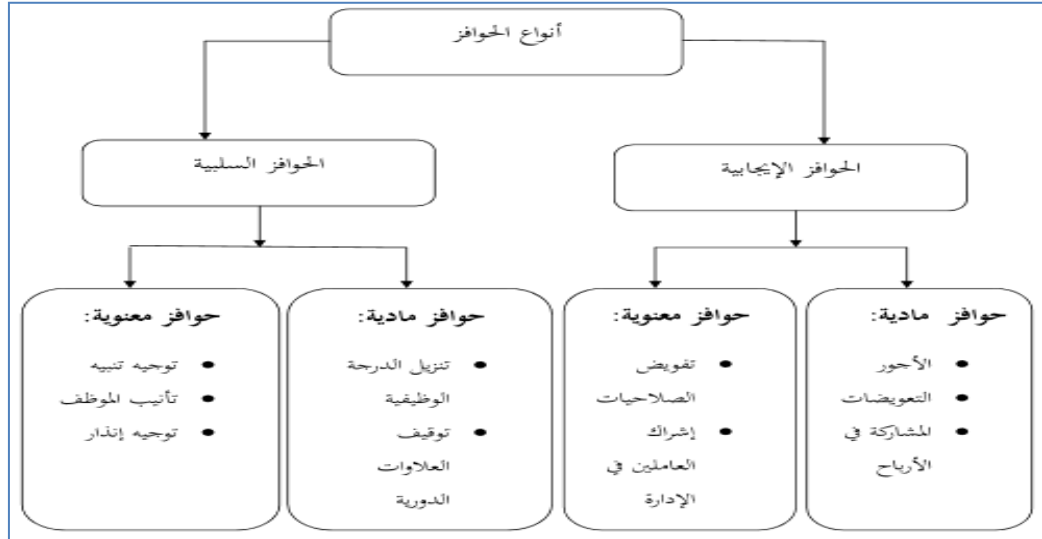 أنواع الحوافز
الحوافز الإيجابية
الحوافز السلبية
حوافز مادية:
● الأجور
● التعويضات
● المشاركة في
الأرباح
حوافز معنوية:
● تفويض
الصلاحيات
● إشراك
العاملين في
الإدارة
حوافز مادية:
● تنزيل الدرجة
الوظيفية
● توقيف
العلاوات
الدورية
حوافز معنوية:
● توجيه تنبيه
● تأنيب الموظف
● توجيه إنذار